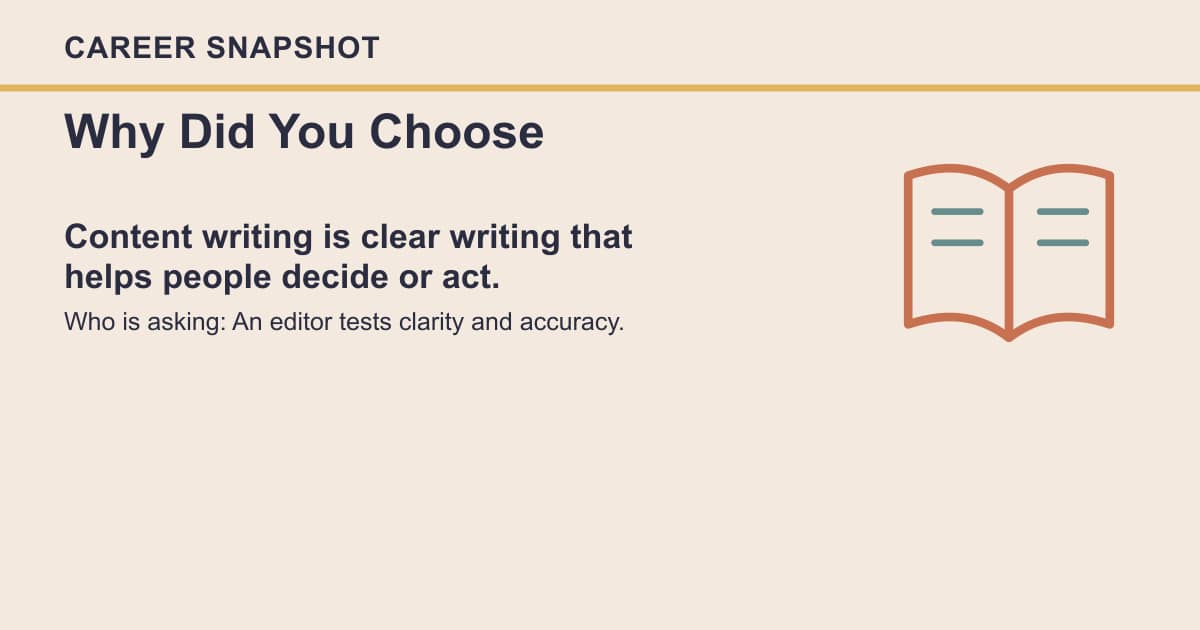 CAREER SNAPSHOT
Why Did You Choose
Content writing is clear writing that
helps people decide or act.
Who is asking: An editor tests clarity and accuracy.